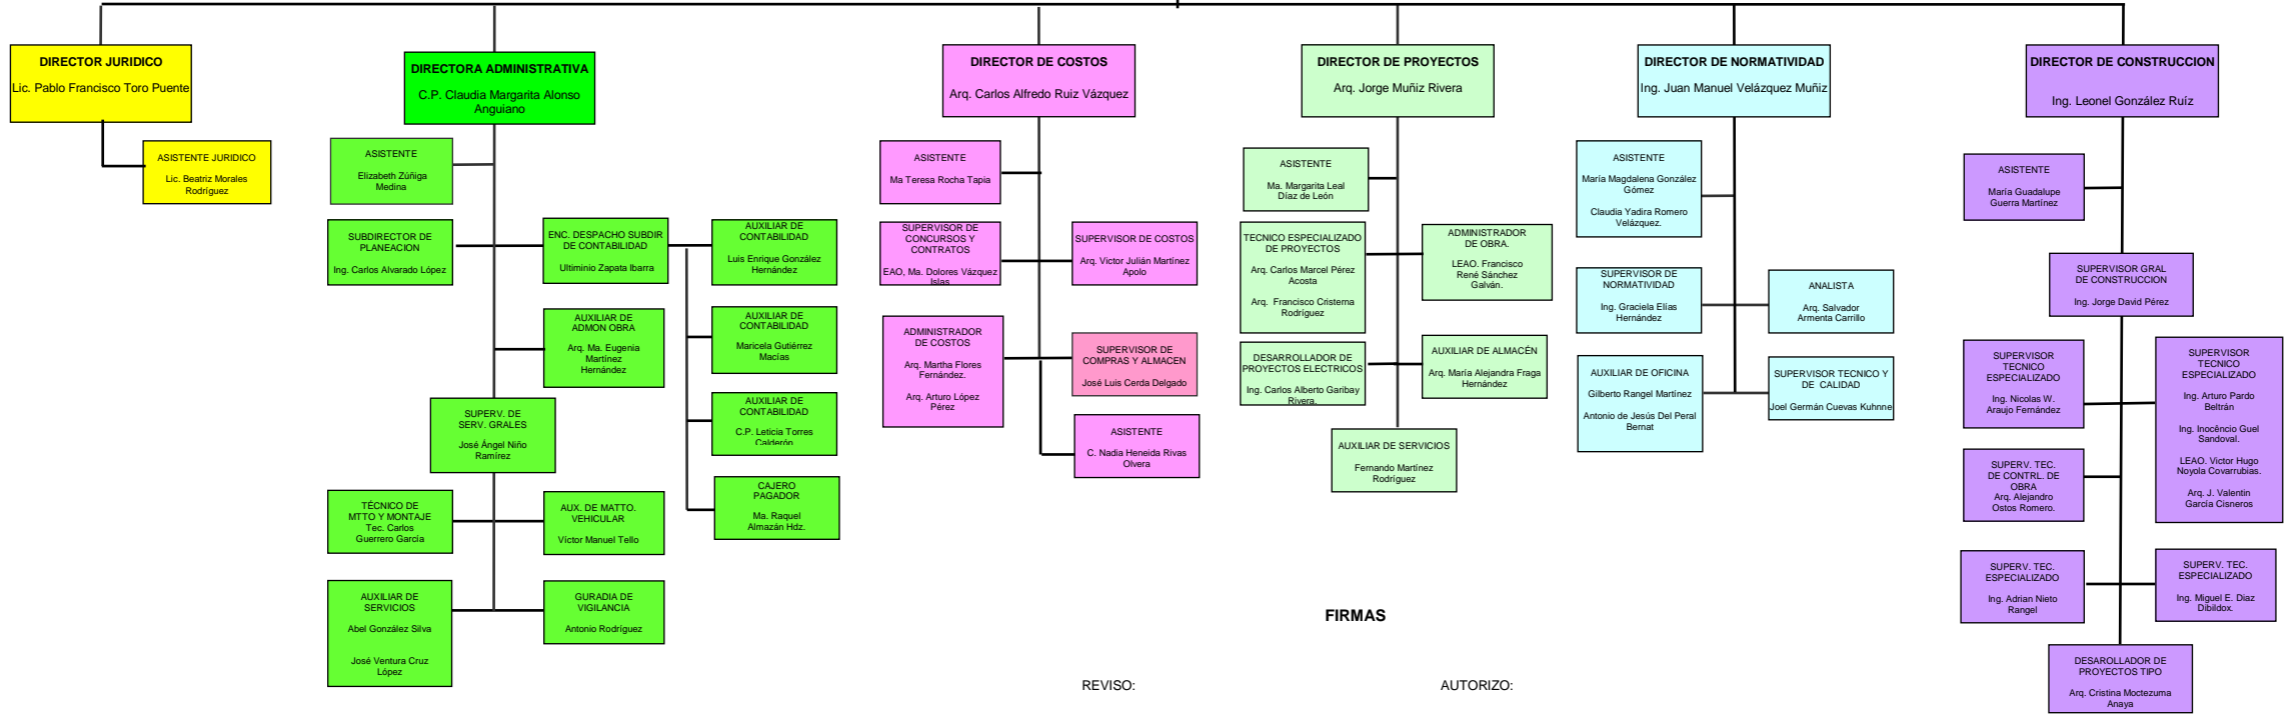 DIRECTOR JURIDICO
Lic. Pablo Francisco Toro Puente
ASISTENTE JURIDICO
Lic. Beatriz Morales
Rodríguez
DIRECTORA ADMINISTRATIVA
C.P. Claudia Margarita Alonso
Anguiano
ASISTENTE
Elizabeth Zúñiga
Medina
SUBDIRECTOR DE
PLANEACION
Ing. Carlos Alvarado López
ENC. DESPACHO SUBDIR
DE CONTABILIDAD
Ultiminio Zapata Ibarra
AUXILIAR DE
CONTABILIDAD
Luis Enrique González
Hernández
AUXILIAR DE
ADMON OBRA
Arq. Ma. Eugenia
Martínez
Hernández
AUXILIAR DE
CONTABILIDAD
Maricela Gutiérrez
Macías
SUPERV. DE
SERV. GRALES
José Ángel Niño
Ramírez
AUXILIAR DE
CONTABILIDAD
C.P. Leticia Torres
Calderón
CAJERO
PAGADOR
Ma. Raquel
Almazán Hdz.
TÉCNICO DE
MTTO Y MONTAJE
Tec. Carlos
Guerrero García
AUX. DE MATTO.
VEHICULAR
Víctor Manuel Tello
AUXILIAR DE
SERVICIOS
Abel González Silva
José Ventura Cruz
López
GURADIA DE
VIGILANCIA
Antonio Rodríguez
DIRECTOR DE COSTOS
Arq. Carlos Alfredo Ruiz Vázquez
ASISTENTE
Ma Teresa Rocha Tapia
SUPERVISOR DE
CONCURSOS Y
CONTRATOS
EAO, Ma. Dolores Vázquez
Islas
SUPERVISOR DE COSTOS
Arq. Victor Julián Martínez
Apolo
ADMINISTRADOR
DE COSTOS
Arq. Martha Flores
Fernández.
Arq. Arturo López
Pérez
SUPERVISOR DE
COMPRAS Y ALMACEN
José Luis Cerda Delgado
ASISTENTE
C. Nadia Heneida Rivas
Olvera
DIRECTOR DE PROYECTOS
Arq. Jorge Muñiz Rivera
ASISTENTE
Ma. Margarita Leal
Díaz de León
TECNICO ESPECIALIZADO
DE PROYECTOS
Arq. Carlos Marcel Pérez
Acosta
Arq. Francisco Cristerna
Rodríguez
ADMINISTRADOR
DE OBRA.
LEAO. Francisco
René Sánchez
Galván.
DESARROLLADOR DE
PROYECTOS ELECTRICOS
Ing. Carlos Alberto Garibay
Rivera.
AUXILIAR DE ALMACÉN
Arq. María Alejandra Fraga
Hernández
AUXILIAR DE SERVICIOS
Fernando Martínez
Rodríguez
DIRECTOR DE NORMATIVIDAD
Ing. Juan Manuel Velázquez Muñiz
ASISTENTE
María Magdalena González
Gómez
Claudia Yadira Romero
Velázquez.
SUPERVISOR DE
NORMATIVIDAD
Ing. Graciela Elías
Hernández
ANALISTA
Arq. Salvador
Armenta Carrillo
AUXILIAR DE OFICINA
Gilberto Rangel Martínez
Antonio de Jesús Del Peral
Bernat
SUPERVISOR TECNICO Y
DE CALIDAD
Joel Germán Cuevas Kuhnne
DIRECTOR DE CONSTRUCCION
Ing. Leonel González Ruíz
ASISTENTE
María Guadalupe
Guerra Martínez
SUPERVISOR GRAL
DE CONSTRUCCION
Ing. Jorge David Pérez
SUPERVISOR
TECNICO
ESPECIALIZADO
Ing. Nicolas W.
Araujo Fernández
SUPERVISOR
TECNICO
ESPECIALIZADO
Ing. Arturo Pardo
Beltrán
Ing. Inocêncio Guel
Sandoval.
LEAO. Victor Hugo
Noyola Covarrubias.
Arq. J. Valentin
García Cisneros
SUPERV. TEC.
DE CONTRL. DE
OBRA
Arq. Alejandro
Ostos Romero.
SUPERV. TEC.
ESPECIALIZADO
Ing. Adrian Nieto
Rangel
SUPERV. TEC.
ESPECIALIZADO
Ing. Miguel E. Diaz
Dibildox.
DESAROLLADOR DE
PROYECTOS TIPO
Arq. Cristina Moctezuma
Anaya
FIRMAS
REVISO:
AUTORIZO: